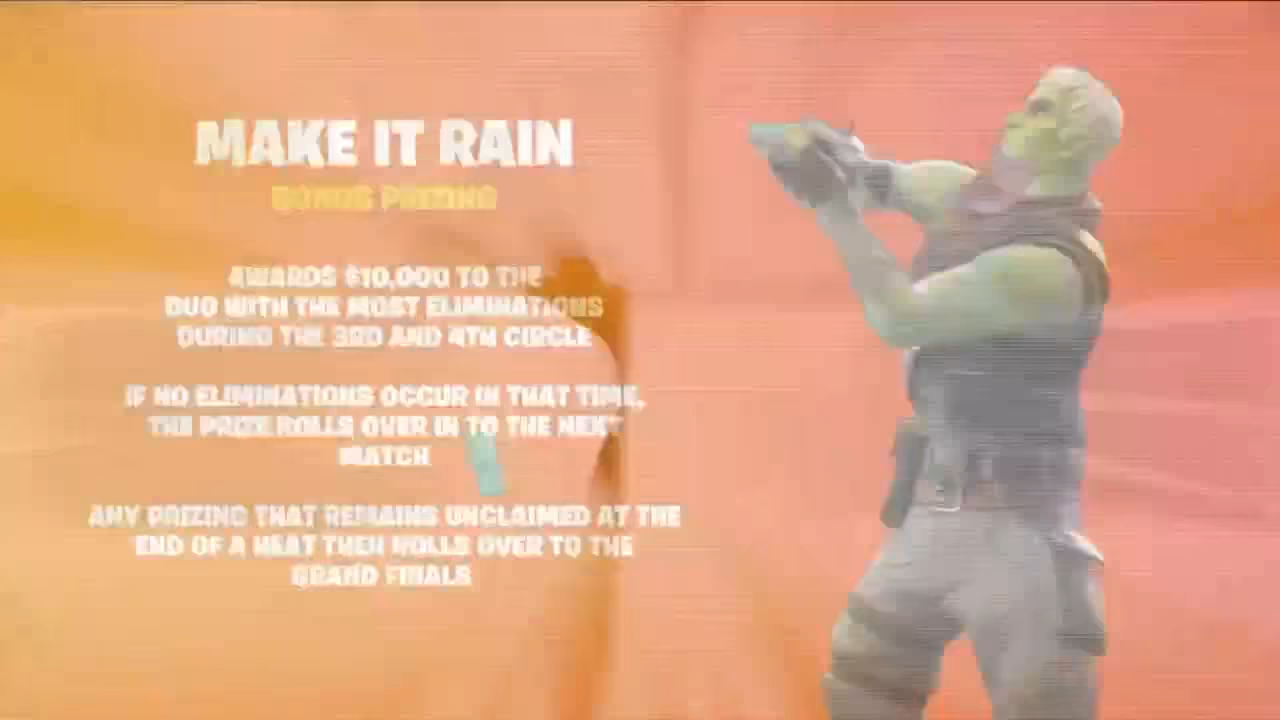 MAKE IT RAIN
BONUS PRIZING
AWARDS $10,000 TO THE
DUO WITH THE MOST ELIMINATIONS
DURING THE 3RD AND 4TH CIRCLE
IF NO ELIMINATIONS OCCUR IN THAT TIME,
THE PRIZE ROLLS OVER IN TO THE NEXT
MATCH
ANY PRIZING THAT REMAINS UNCLAIMED AT THE
END OF A HEAT THEN ROLLS OVER TO THE
GRAND FINALS